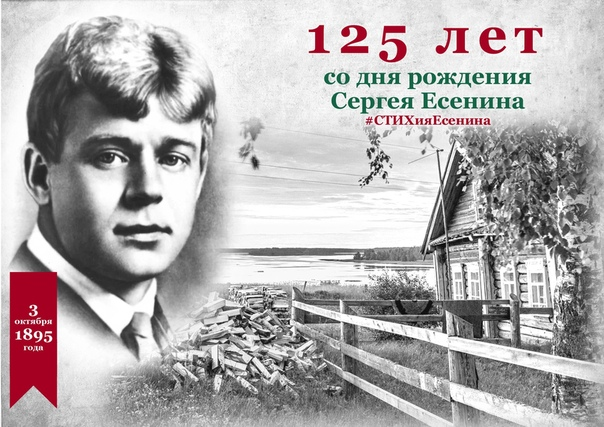 125 лет
со дня рождения
Сергея Есенина
#СТИХияЕсенина
3
октября
1895
года